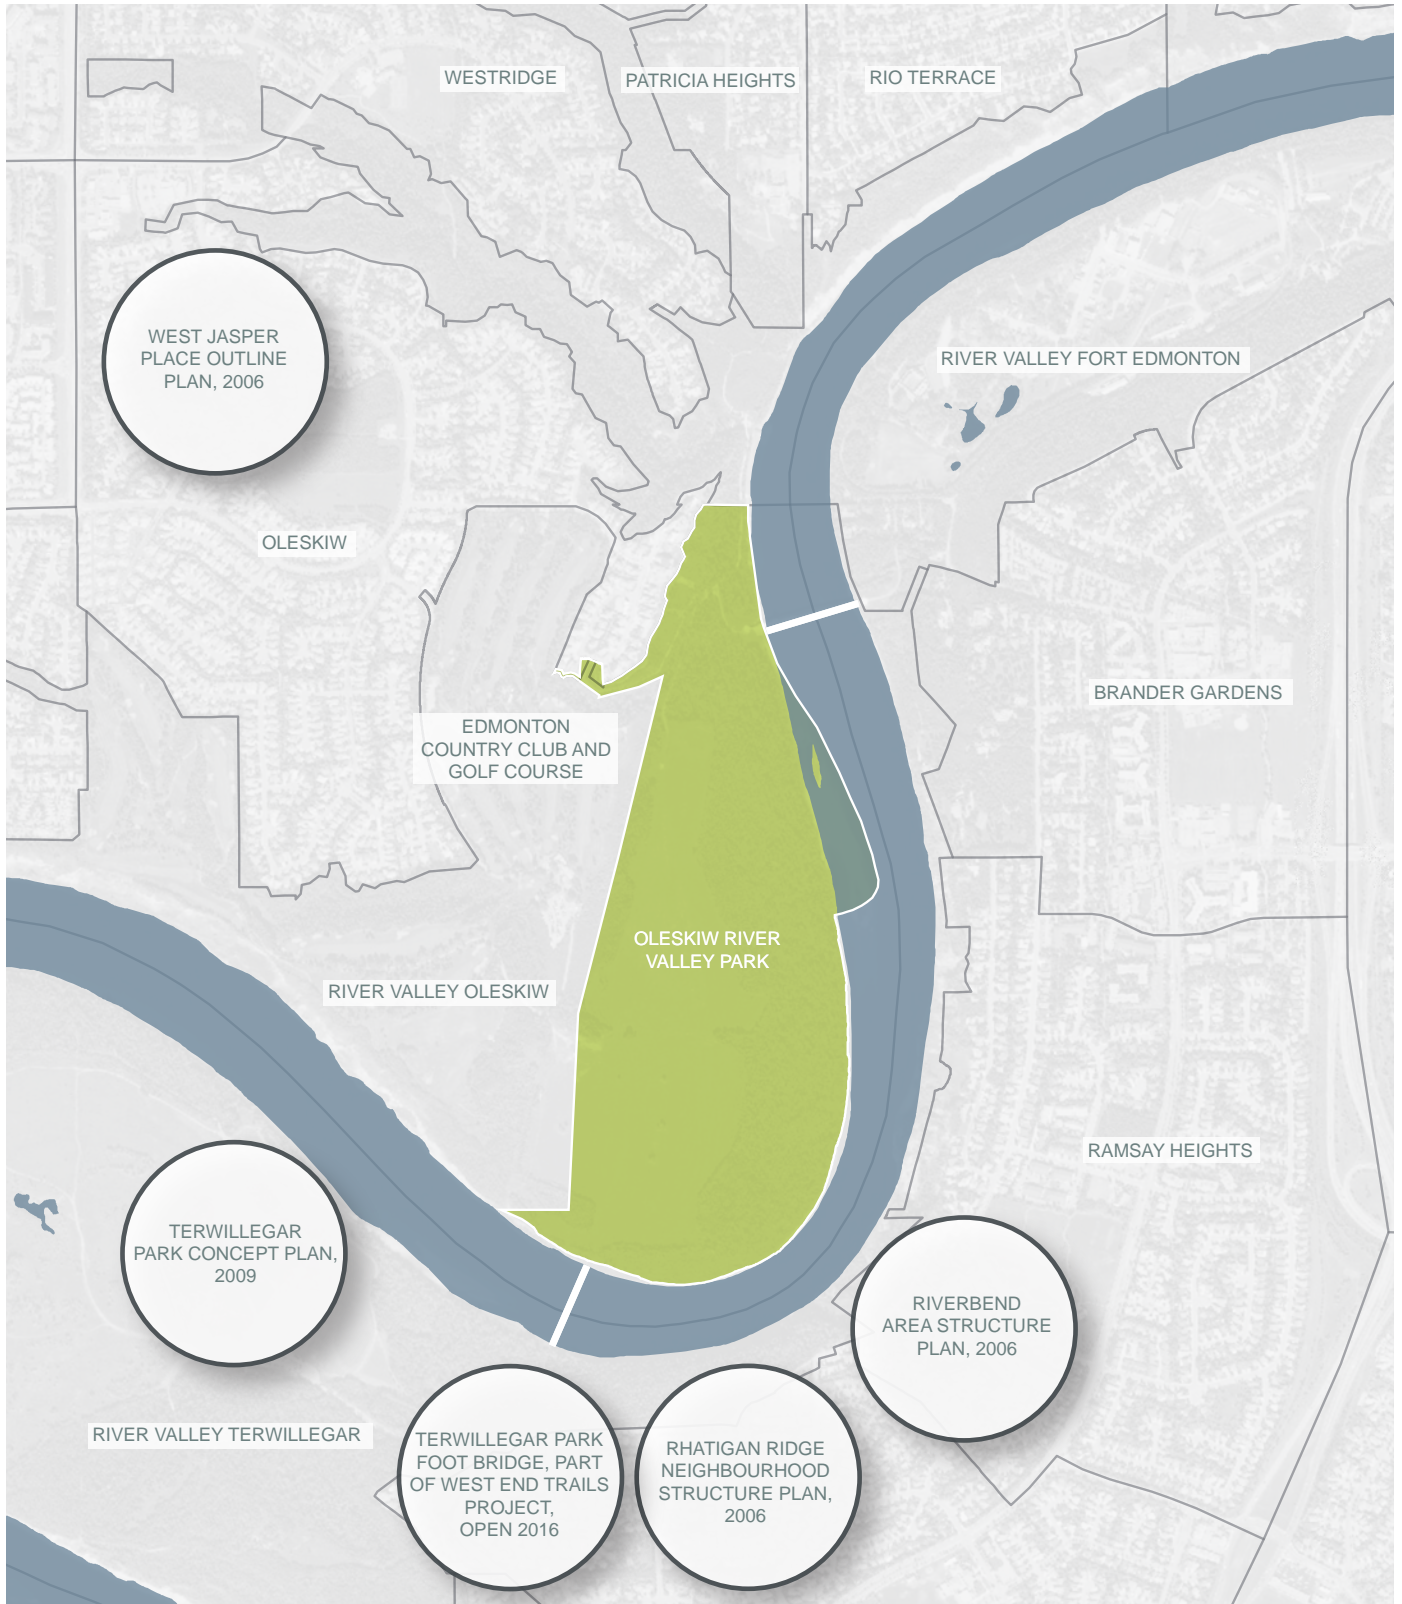 WESTRIDGE
PATRICIA HEIGHTS
RIO TERRACE
WEST JASPER
PLACE OUTLINE
PLAN, 2006
RIVER VALLEY FORT EDMONTON
OLESKIW
BRANDER GARDENS
EDMONTON
COUNTRY CLUB AND
GOLF COURSE
OLESKIW RIVER
VALLEY PARK
RIVER VALLEY OLESKIW
RAMSAY HEIGHTS
TERWILLEGAR
PARK CONCEPT PLAN,
2009
RIVERBEND
AREA STRUCTURE
PLAN, 2006
RIVER VALLEY TERWILLEGAR
TERWILLEGAR PARK
FOOT BRIDGE, PART
OF WEST END TRAILS
PROJECT,
OPEN 2016
RHATIGAN RIDGE
NEIGHBOURHOOD
STRUCTURE PLAN,
2006